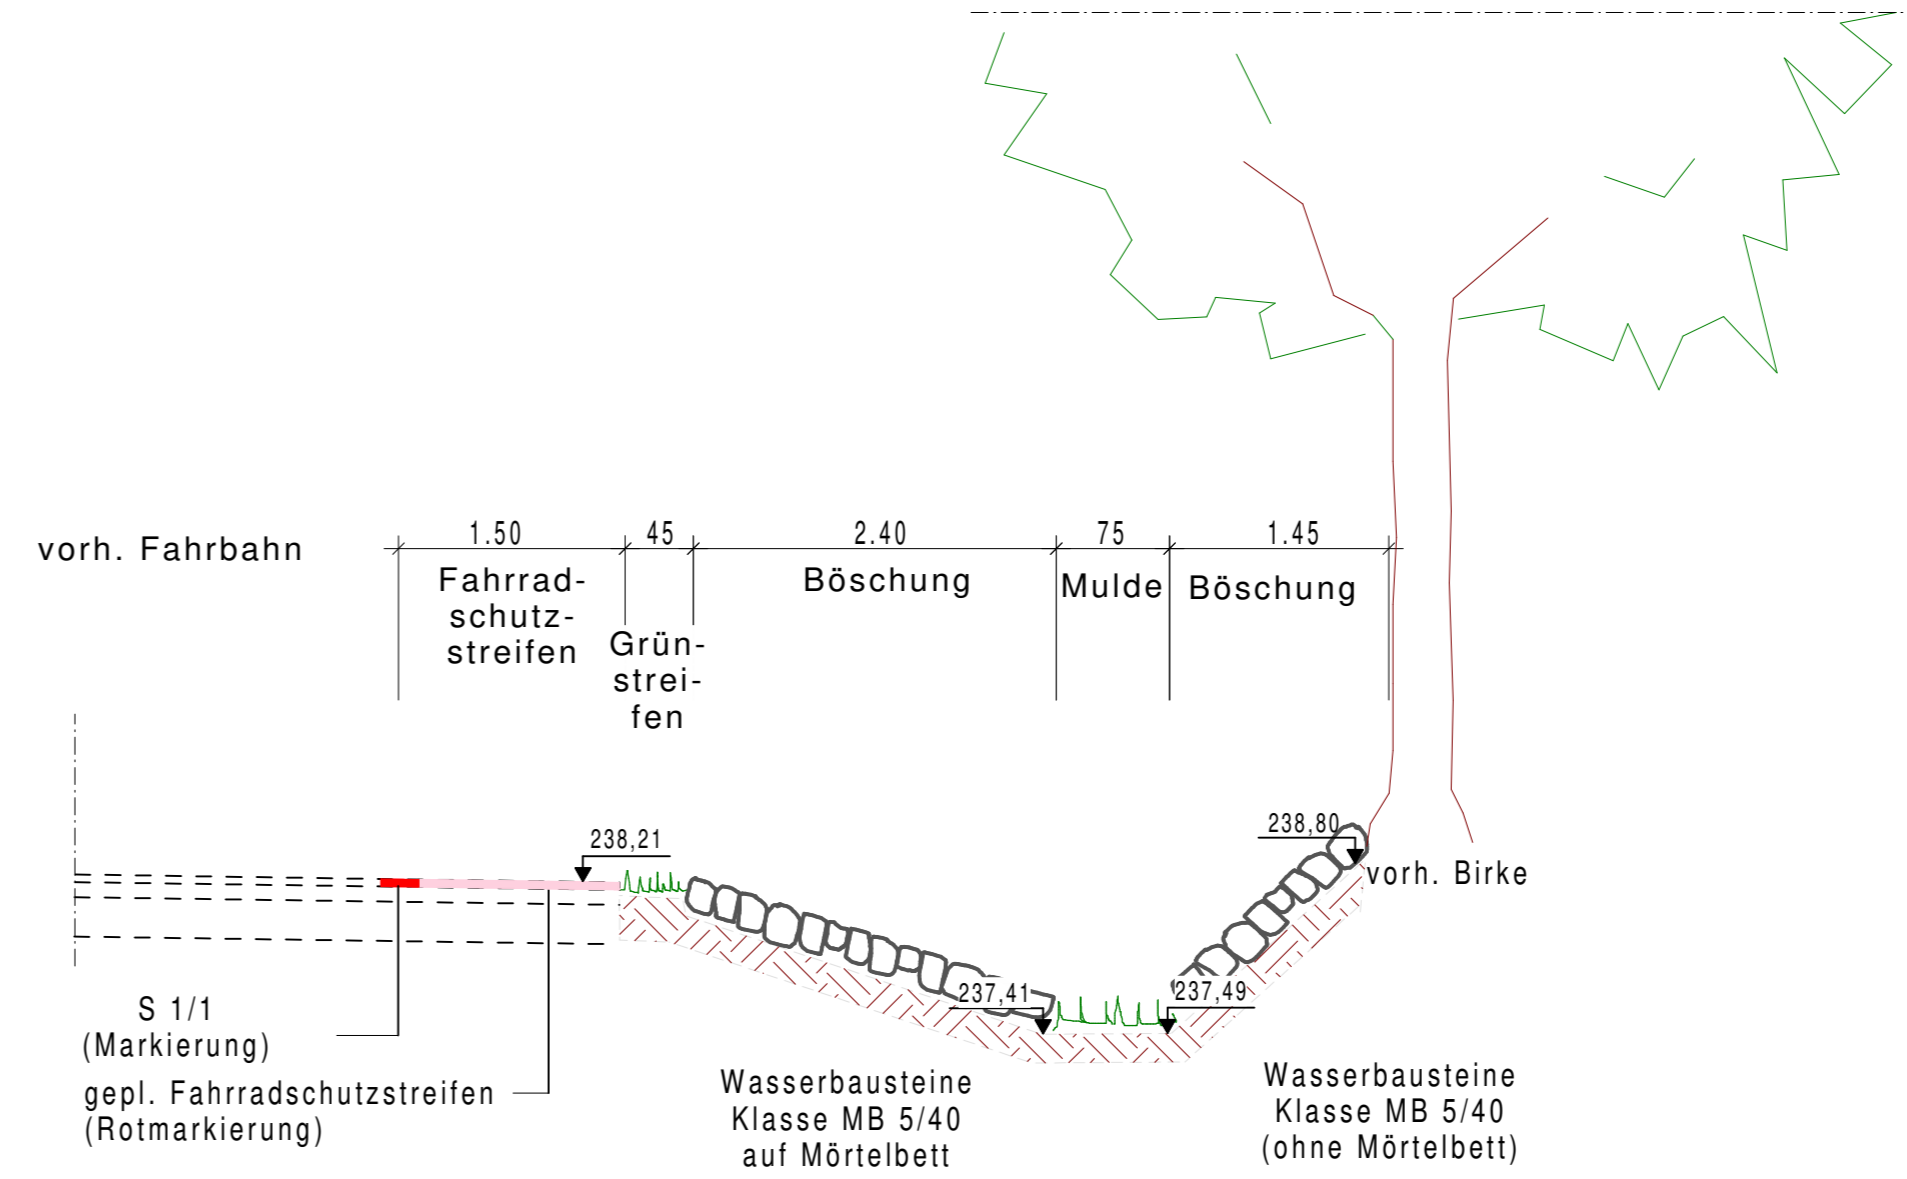 1.50
45
2.40
75
1.45
vorh. Fahrbahn
Fahrrad-
schutz-
streifen
Grün-
strei-
fen
Böschung
Mulde
Böschung
238,21
238,80
vorh. Birke
237,41
237,49
S 1/1
(Markierung)
gepl. Fahrradschutzstreifen
(Rotmarkierung)
Wasserbausteine
Klasse MB 5/40
auf Mörtelbett
Wasserbausteine
Klasse MB 5/40
(ohne Mörtelbett)